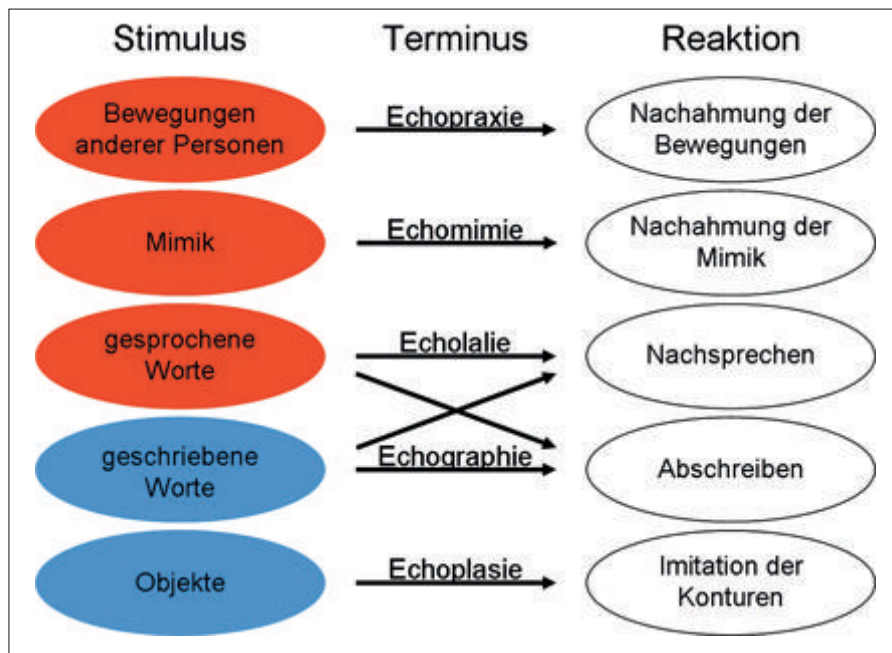 Stimulus Terminus Reaktion
Bewegungen
anderer Personen
Echopraxie
Nachahmung der
Bewegungen
Mimik
Echomimie
Nachahmung der
Mimik
gesprochene
Worte
Echolalie
Nachsprechen
geschriebene
Worte
Echographie
Abschreiben
Objekte
Echoplasie
Imitation der
Konturen